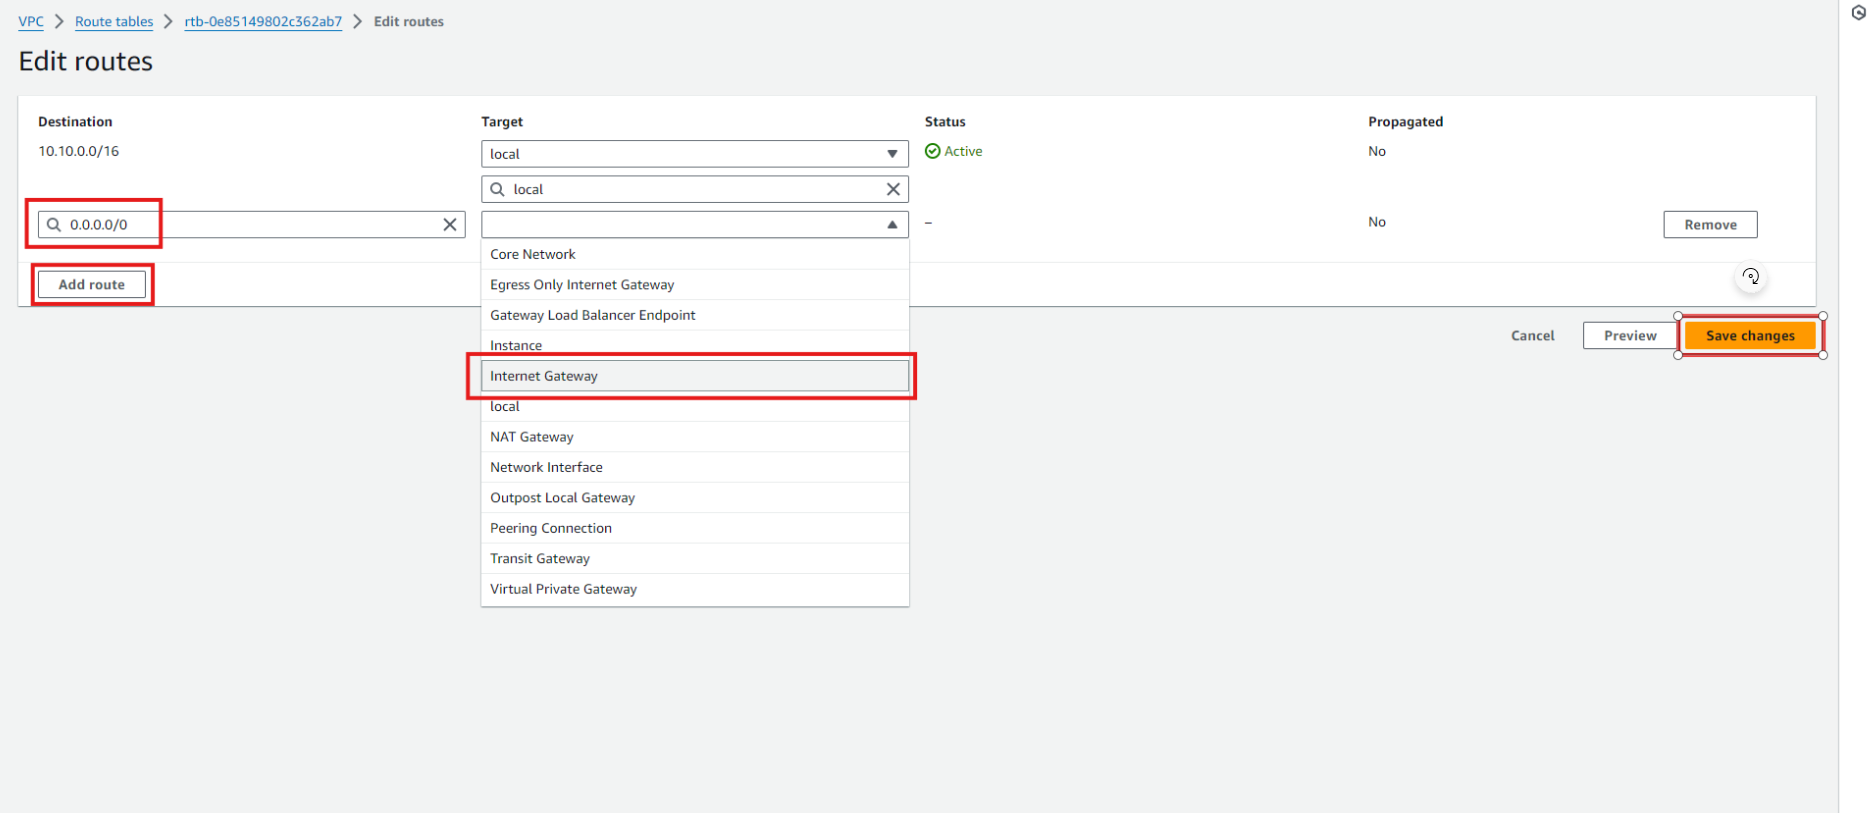 VPC > Route tables > rtb-0e85149802c362ab7 > Edit routes
Edit routes
Destination Target Status Propagated
10.10.0.0/16 local Active No
local
0.0.0.0/0 – No Remove
Core Network
Add route Egress Only Internet Gateway
Gateway Load Balancer Endpoint
Cancel Preview Save changes
Instance
Internet Gateway
local
NAT Gateway
Network Interface
Outpost Local Gateway
Peering Connection
Transit Gateway
Virtual Private Gateway